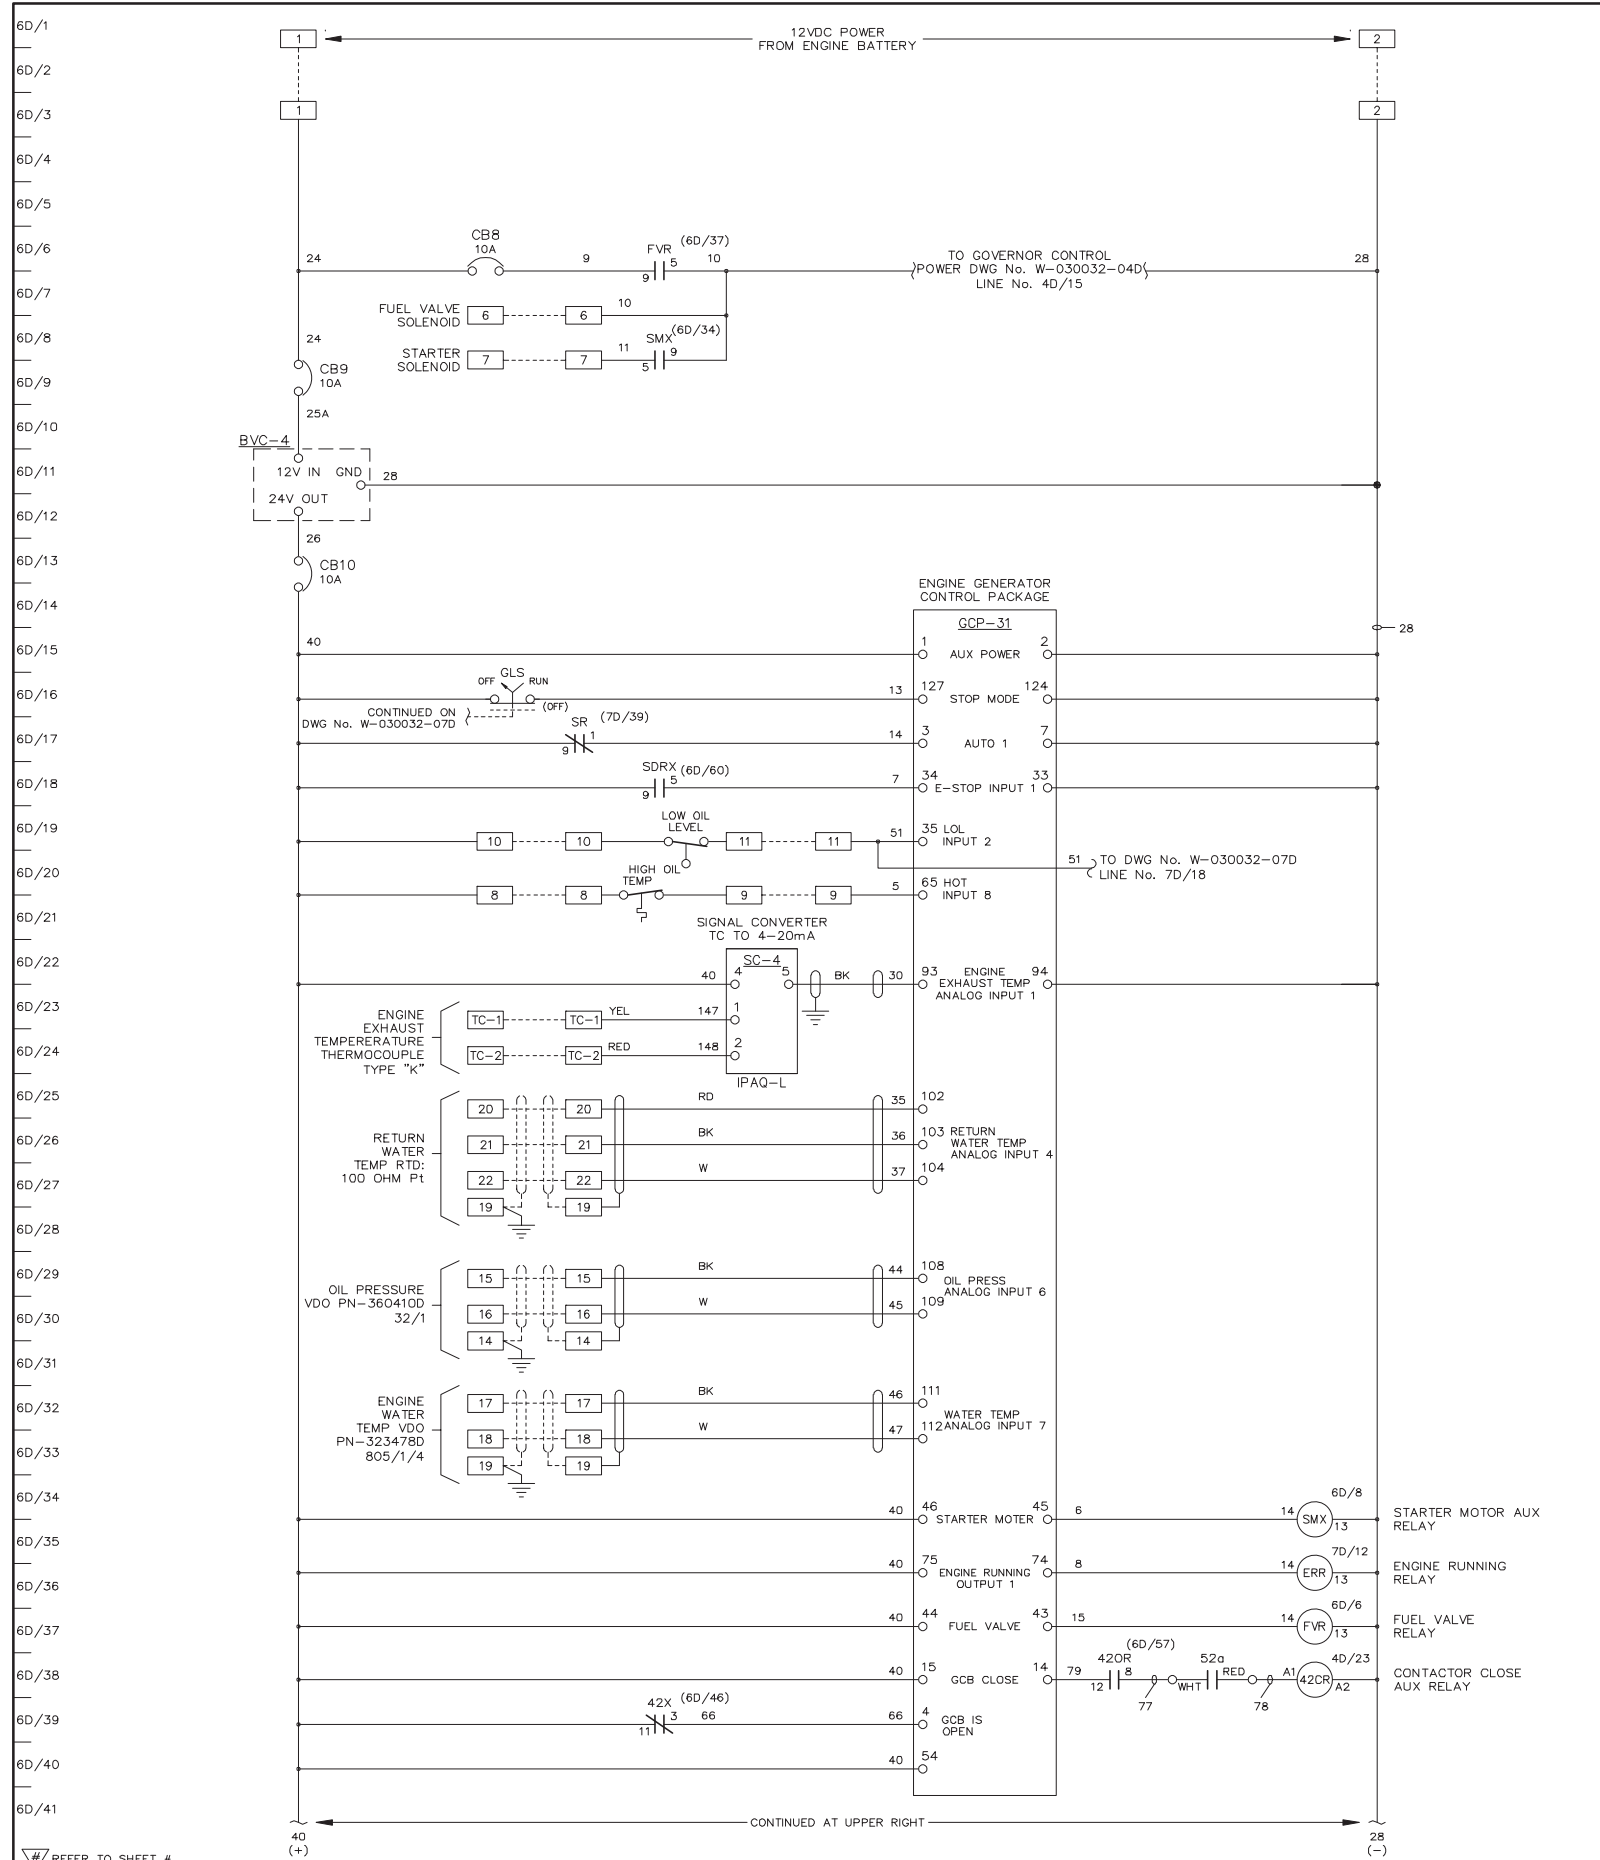 6D/1
1
12VDC POWER
FROM ENGINE BATTERY
2
6D/2
6D/3
1
2
6D/4
6D/5
6D/6
24
CB8
10A
9
FVR
(6D/37)
5
9
10
TO GOVERNOR CONTROL
POWER DWG No. W-030032-04D
LINE No. 4D/15
28
6D/7
FUEL VALVE
SOLENOID
6
6
10
6D/8
24
STARTER
SOLENOID
7
7
11
SMX
(6D/34)
9
5
6D/9
CB9
10A
25A
6D/10
BVC-4
6D/11
12V IN GND
28
24V OUT
6D/12
26
6D/13
CB10
10A
ENGINE GENERATOR
CONTROL PACKAGE
6D/14
GCP-31
28
6D/15
40
1
AUX POWER
2
6D/16
OFF
GLS
RUN
(OFF)
13
127
STOP MODE
124
CONTINUED ON
DWG No. W-030032-07D
6D/17
SR
(7D/39)
1
9
14
3
AUTO 1
7
6D/18
SDRX
(6D/60)
5
9
7
34
E-STOP INPUT 1
33
6D/19
10
10
LOW OIL
LEVEL
11
11
51
35 LOL
INPUT 2
6D/20
51
TO DWG No. W-030032-07D
LINE No. 7D/18
8
8
HIGH OIL
TEMP
9
9
5
65 HOT
INPUT 8
6D/21
SIGNAL CONVERTER
TC TO 4-20mA
6D/22
SC-4
40
4
5
BK
30
93
ENGINE
EXHAUST TEMP
ANALOG INPUT 1
94
6D/23
ENGINE
EXHAUST
TEMPERERATURE
THERMOCOUPLE
TYPE "K"
TC-1
TC-1
YEL
147
1
6D/24
TC-2
TC-2
RED
148
2
IPAQ-L
6D/25
20
20
RD
35
102
6D/26
RETURN
WATER
TEMP RTD:
100 OHM Pt
21
21
BK
36
103 RETURN
WATER TEMP
ANALOG INPUT 4
6D/27
22
22
W
37
104
19
19
6D/28
6D/29
OIL PRESSURE
VDO PN-360410D
32/1
15
15
BK
44
108
OIL PRESS
ANALOG INPUT 6
6D/30
16
16
W
45
109
14
14
6D/31
6D/32
ENGINE
WATER
TEMP VDO
PN-323478D
805/1/4
17
17
BK
46
111
WATER TEMP
ANALOG INPUT 7
18
18
W
47
112
6D/33
19
19
6D/34
40
46
STARTER MOTER
45
6
14
SMX
6D/8
13
STARTER MOTOR AUX
RELAY
6D/35
40
75
ENGINE RUNNING
OUTPUT 1
74
8
14
ERR
7D/12
13
ENGINE RUNNING
RELAY
6D/36
6D/37
40
44
FUEL VALVE
43
15
14
FVR
6D/6
13
FUEL VALVE
RELAY
6D/38
40
15
GCB CLOSE
14
79
(6D/57)
42OR
8
12
77
WHT
52a
RED
78
A1
42CR
4D/23
A2
CONTACTOR CLOSE
AUX RELAY
6D/39
42X
(6D/46)
3
11
66
66
4
GCB IS
OPEN
6D/40
40
54
6D/41
CONTINUED AT UPPER RIGHT
40
(+)
28
(-)
# REFER TO SHEET #